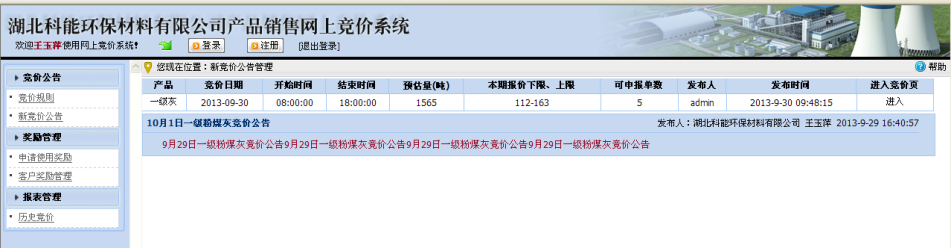 湖北科能环保材料有限公司产品销售网上竞价系统
欢迎王玉萍使用网上竞价系统! 登录 注册 [退出登录]
竞价公告
竞价规则
新竞价公告
奖励管理
申请使用奖励
客户奖励管理
报表管理
历史竞价
您现在位置：新竞价公告管理 帮助
产品 竞价日期 开始时间 结束时间 预估量(吨) 本期报价下限、上限 可申报单数 发布人 发布时间 进入竞价页
一级灰 2013-09-30 08:00:00 18:00:00 1565 112-163 5 admin 2013-9-30 09:48:15 进入
10月1日一级粉煤灰竞价公告 发布人：湖北科能环保材料有限公司 王玉萍 2013-9-29 16:40:57
9月29日一级粉煤灰竞价公告9月29日一级粉煤灰竞价公告9月29日一级粉煤灰竞价公告9月29日一级粉煤灰竞价公告